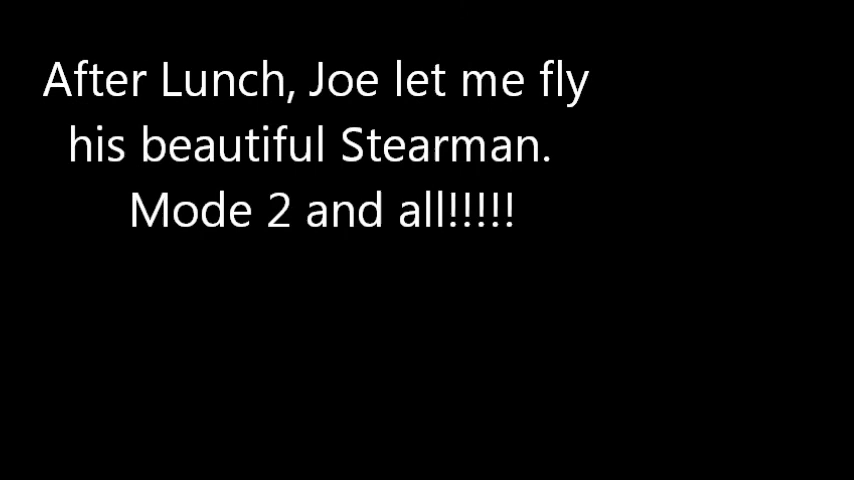 After Lunch, Joe let me fly
his beautiful Stearman.
Mode 2 and all!!!!!